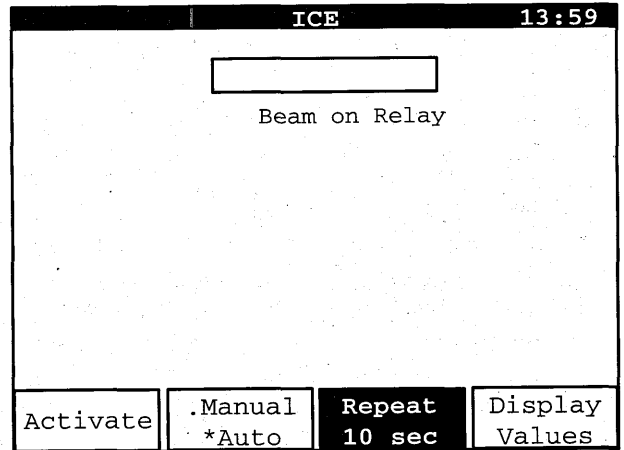 ICE 13:59
Beam on Relay
Activate
.Manual
*Auto
Repeat
10 sec
Display
Values